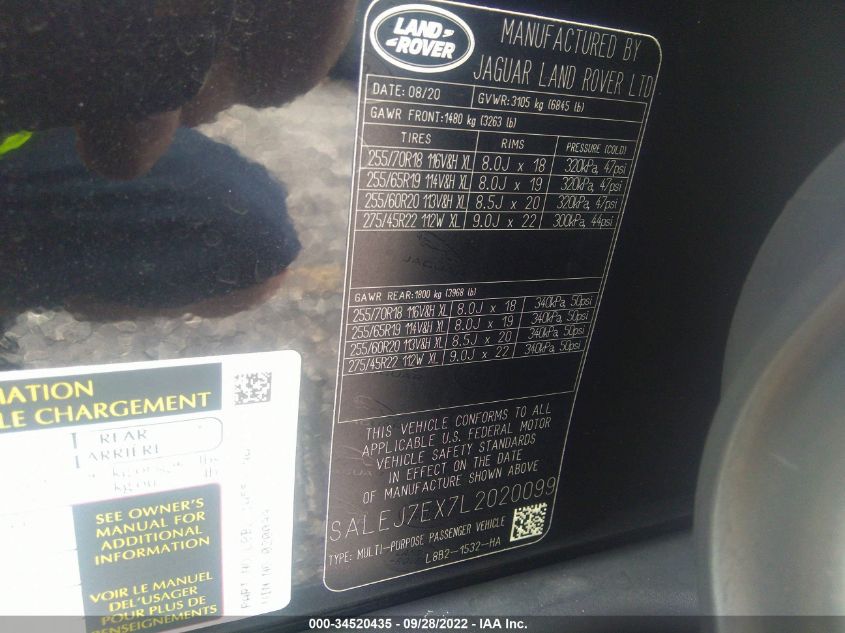 LAND ROVER
MANUFACTURED BY
JAGUAR LAND ROVER LTD
DATE: 08/20 GVWR: 3105 kg (6845 lb)
GAWR FRONT: 1480 kg (3263 lb)
TIRES RIMS PRESSURE (COLD)
255/70R18 116V&H XL 8.0J x 18 320kPa, 47psi
255/65R19 114V&H XL 8.0J x 19 320kPa, 47psi
255/60R20 113V&H XL 8.5J x 20 320kPa, 47psi
275/45R22 112W XL 9.0J x 22 300kPa, 44psi
JAGUAR
GAWR REAR: 1800 kg (3968 lb)
255/70R18 116V&H XL 8.0J x 18 340kPa, 50psi
255/65R19 114V&H XL 8.0J x 19 340kPa, 50psi
255/60R20 113V&H XL 8.5J x 20 340kPa, 50psi
275/45R22 112W XL 9.0J x 22 340kPa, 50psi
THIS VEHICLE CONFORMS TO ALL
APPLICABLE U.S. FEDERAL MOTOR
VEHICLE SAFETY STANDARDS
IN EFFECT ON THE DATE
OF MANUFACTURE SHOWN ABOVE
SALEJ7EX7L2020099
TYPE: MULTI-PURPOSE PASSENGER VEHICLE
L8B2-1532-HA
MATION
LE CHARGEMENT
REAR
ARRIÈRE
SEE OWNER'S
MANUAL FOR
ADDITIONAL
INFORMATION
VOIR LE MANUEL
DEL'USAGER
POUR PLUS DE
RENSEIGNEMENTS
000-34520435 - 09/28/2022 - IAA Inc.